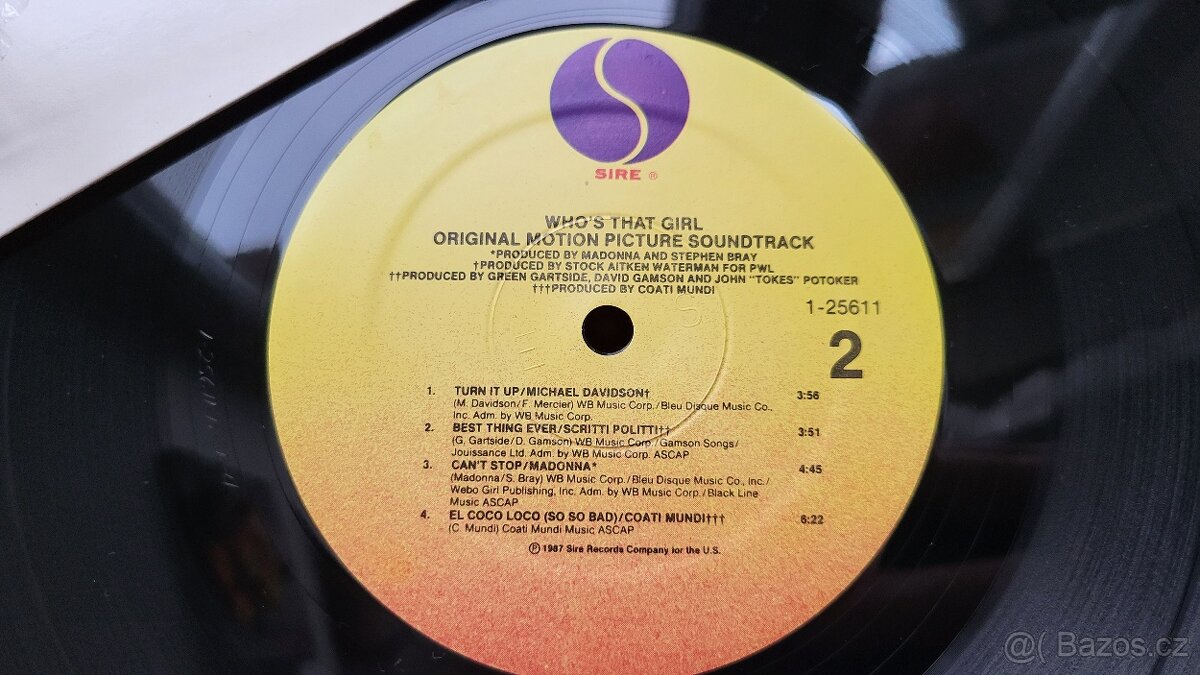 SIRE ®
WHO'S THAT GIRL
ORIGINAL MOTION PICTURE SOUNDTRACK
*PRODUCED BY MADONNA AND STEPHEN BRAY
†PRODUCED BY STOCK AITKEN WATERMAN FOR PWL
††PRODUCED BY GREEN GARTSIDE, DAVID GAMSON AND JOHN "TOKES" POTOKER
†††PRODUCED BY COATI MUNDI
1-25611
2
1. TURN IT UP/MICHAEL DAVIDSON† 3:56
(M. Davidson/F. Mercier) WB Music Corp./Bleu Disque Music Co.,
Inc. Adm. by WB Music Corp.
2. BEST THING EVER/SCRITTI POLITTI†† 3:51
(G. Gartside/D. Gamson) WB Music Corp./Gamson Songs/
Jouissance Ltd. Adm. by WB Music Corp. ASCAP
3. CAN'T STOP/MADONNA* 4:45
(Madonna/S. Bray) WB Music Corp./Bleu Disque Music Co., Inc./
Webo Girl Publishing, Inc. Adm. by WB Music Corp./Black Line
Music ASCAP
4. EL COCO LOCO (SO SO BAD)/COATI MUNDI††† 6:22
(C. Mundi) Coati Mundi Music ASCAP
℗ 1987 Sire Records Company for the U.S.
Bazos.cz